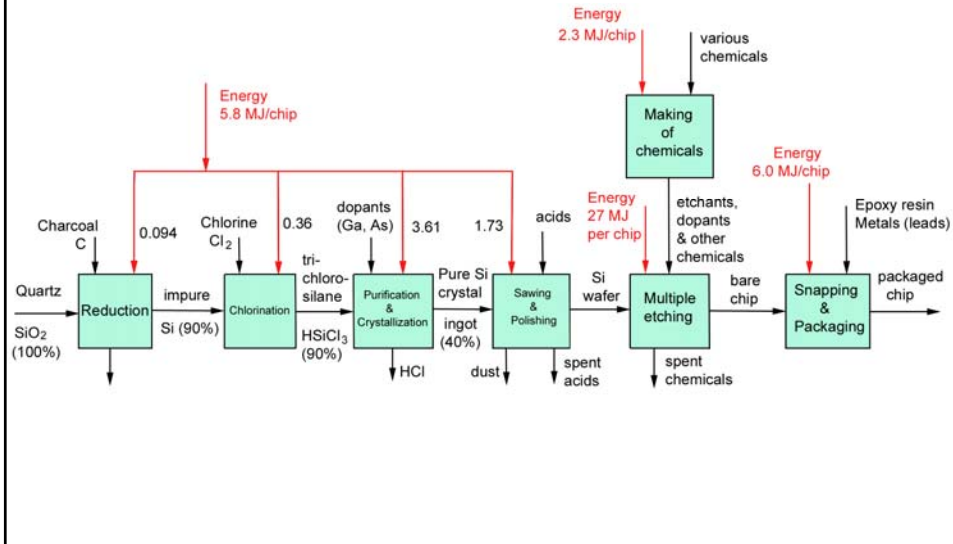 Energy
2.3 MJ/chip
various
chemicals
Energy
5.8 MJ/chip
Making
of
chemicals
Energy
6.0 MJ/chip
Charcoal
C
0.094
Chlorine
Cl2
0.36
dopants
(Ga, As)
3.61
1.73
acids
Energy
27 MJ
per chip
etchants,
dopants
& other
chemicals
Epoxy resin
Metals (leads)
Quartz
SiO2
(100%)
Reduction
impure
Si (90%)
Chlorination
tri-
chloro-
silane
HSiCl3
(90%)
Purification
&
Crystallization
Pure Si
crystal
ingot
(40%)
Sawing
&
Polishing
Si
wafer
Multiple
etching
bare
chip
Snapping
&
Packaging
packaged
chip
HCl
dust
spent
acids
spent
chemicals